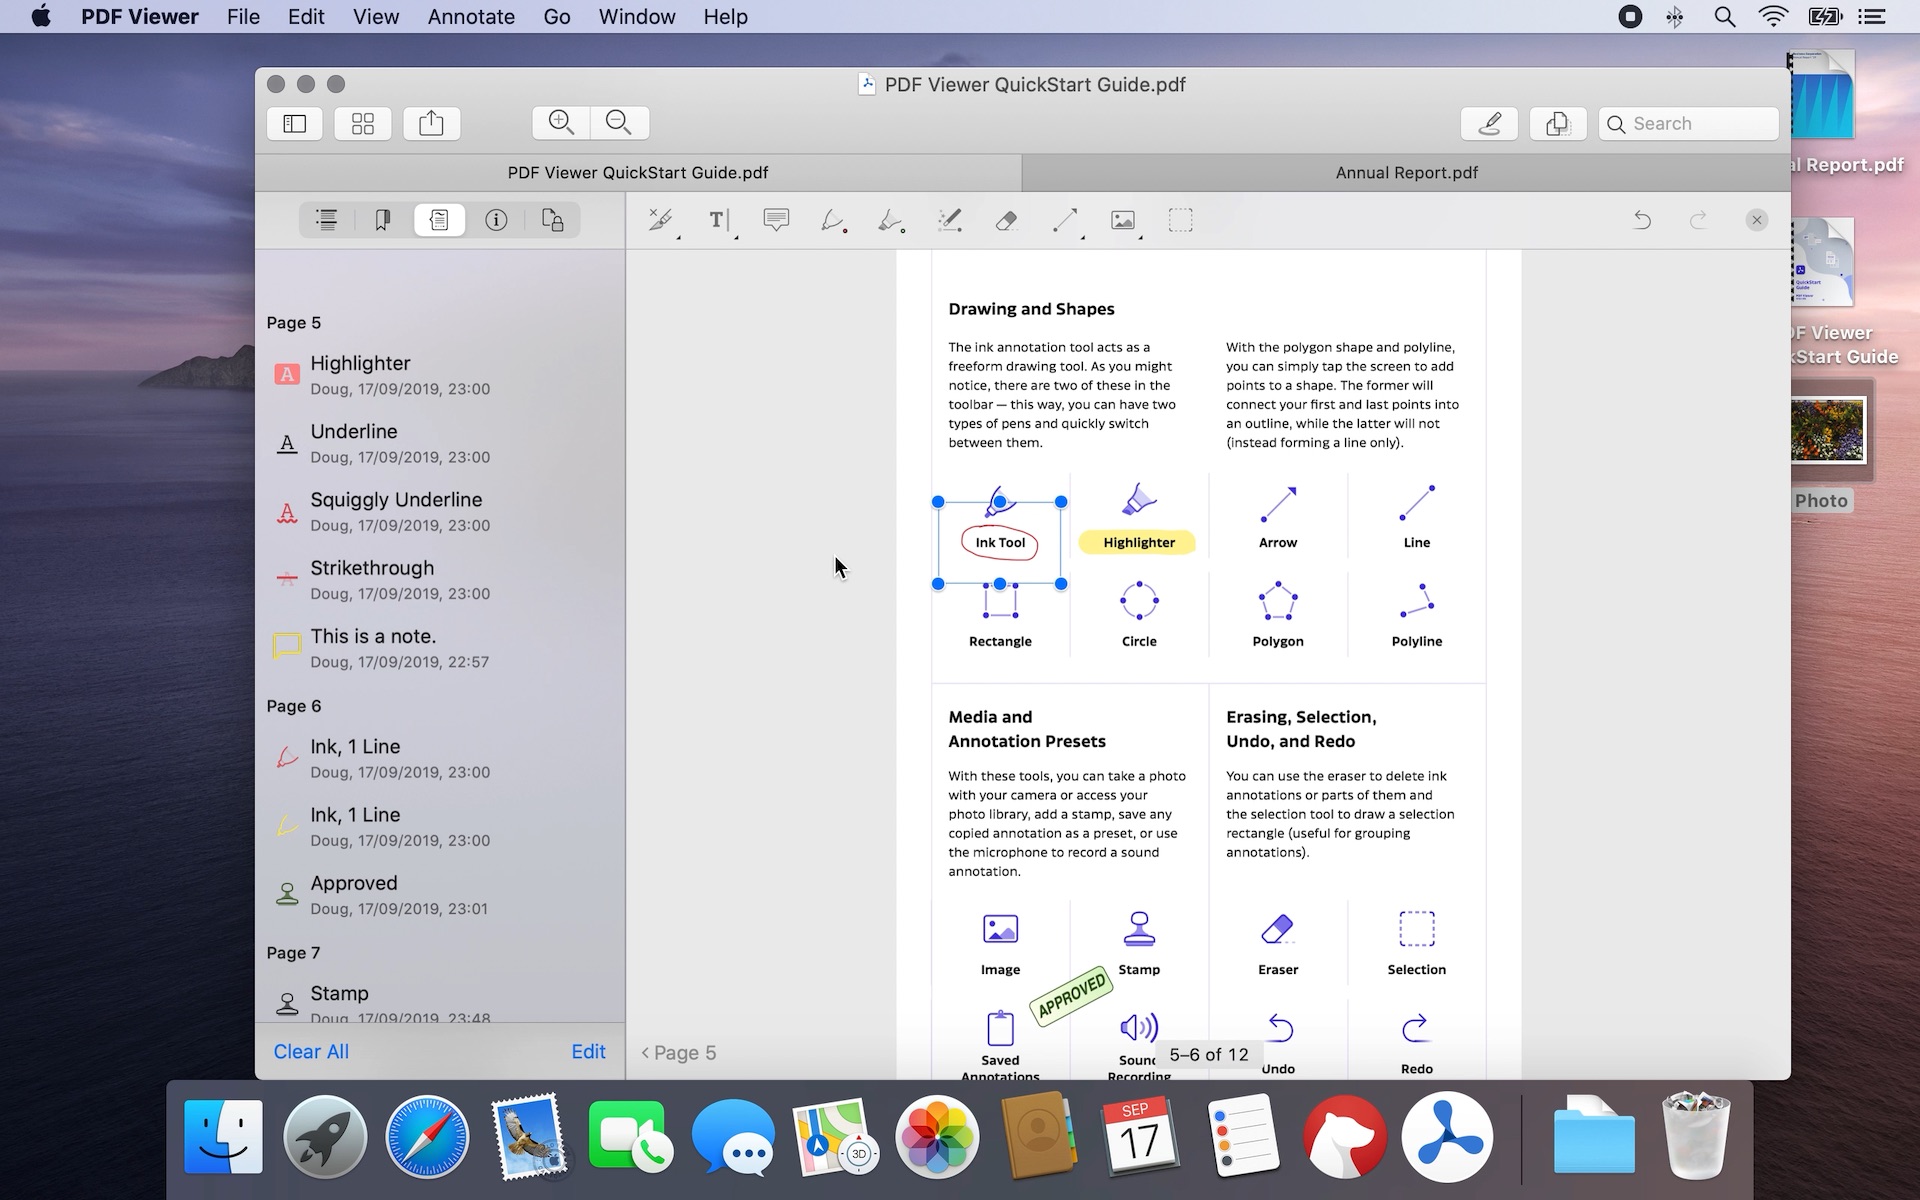 PDF Viewer File Edit View Annotate Go Window Help
PDF Viewer QuickStart Guide.pdf
Search
PDF Viewer QuickStart Guide.pdf
Annual Report.pdf
T
Page 5
A
Highlighter
Doug, 17/09/2019, 23:00
A
Underline
Doug, 17/09/2019, 23:00
A
Squiggly Underline
Doug, 17/09/2019, 23:00
A
Strikethrough
Doug, 17/09/2019, 23:00
This is a note.
Doug, 17/09/2019, 22:57
Page 6
Ink, 1 Line
Doug, 17/09/2019, 23:00
Ink, 1 Line
Doug, 17/09/2019, 23:00
Approved
Doug, 17/09/2019, 23:01
Page 7
Stamp
Doug, 17/09/2019, 23:48
Clear All Edit
Drawing and Shapes
The ink annotation tool acts as a
freeform drawing tool. As you might
notice, there are two of these in the
toolbar — this way, you can have two
types of pens and quickly switch
between them.
With the polygon shape and polyline,
you can simply tap the screen to add
points to a shape. The former will
connect your first and last points into
an outline, while the latter will not
(instead forming a line only).
Ink Tool Highlighter Arrow Line
Rectangle Circle Polygon Polyline
Media and
Annotation Presets
With these tools, you can take a photo
with your camera or access your
photo library, add a stamp, save any
copied annotation as a preset, or use
the microphone to record a sound
annotation.
Erasing, Selection,
Undo, and Redo
You can use the eraser to delete ink
annotations or parts of them and
the selection tool to draw a selection
rectangle (useful for grouping
annotations).
Image Stamp Eraser Selection
APPROVED
Saved
Annotations
Sound
Recording
Undo Redo
< Page 5
5–6 of 12
al Report.pdf
QuickStart
Guide
DF Viewer
kStart Guide
Photo
3D
SEP
17